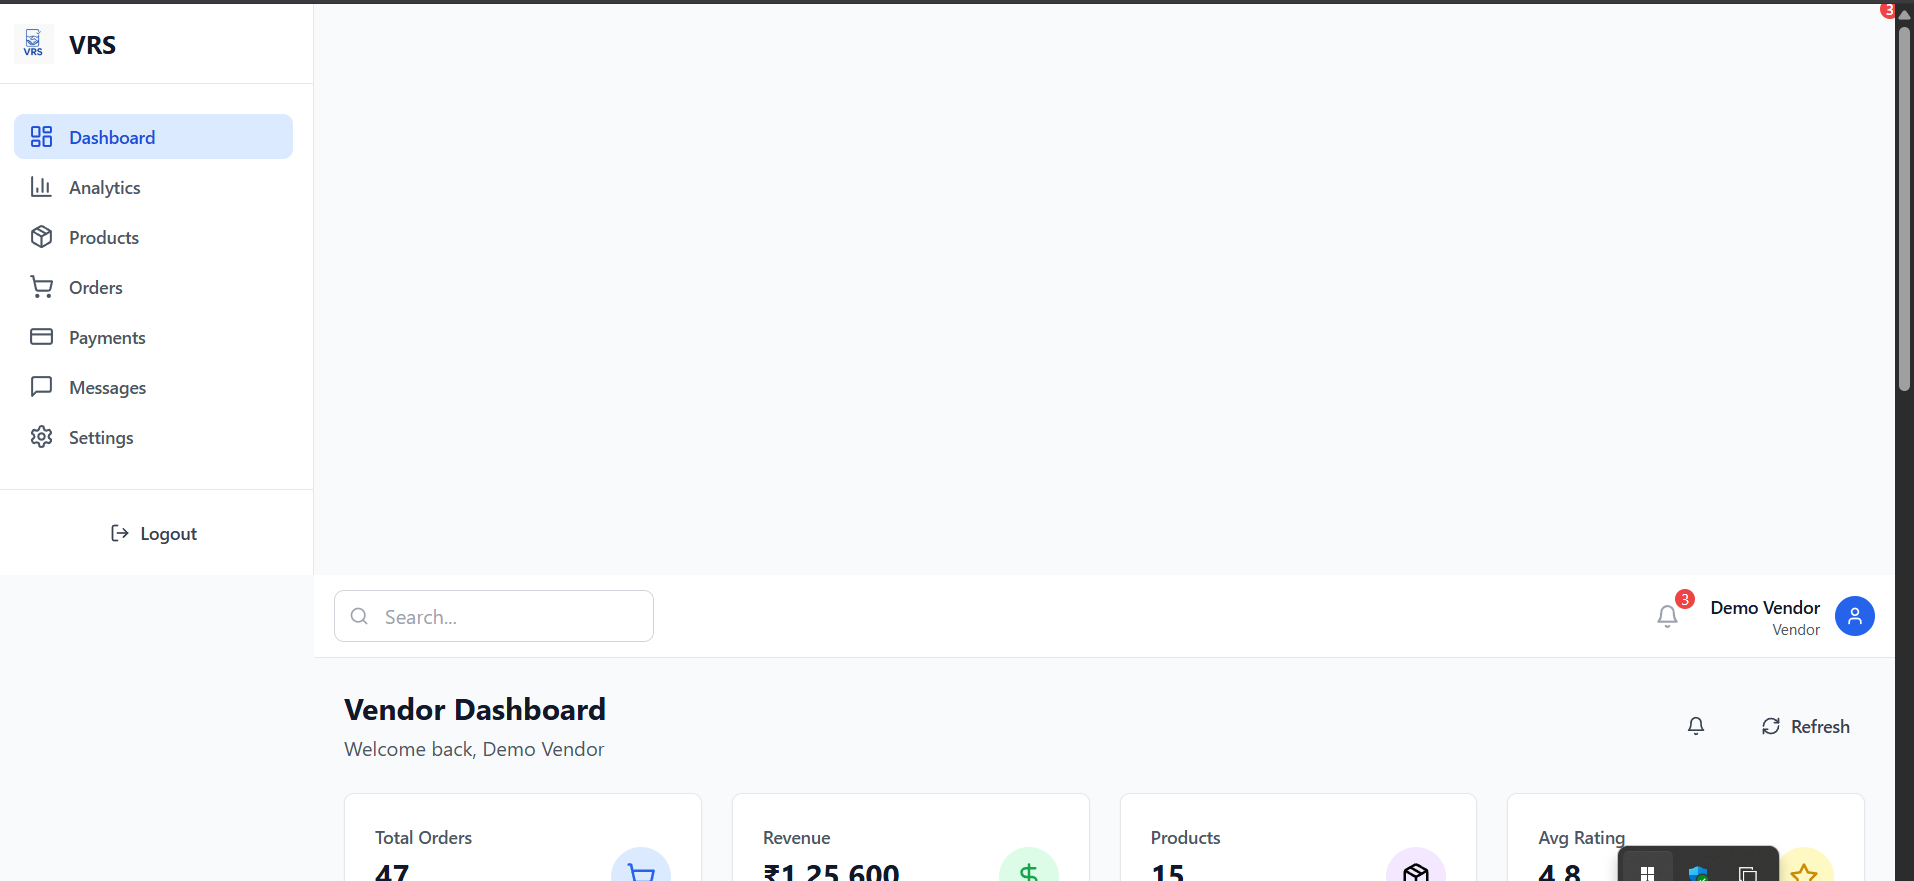 3
VRS
VRS
Dashboard
Analytics
Products
Orders
Payments
Messages
Settings
Logout
Search...
3
Demo Vendor
Vendor
Vendor Dashboard
Welcome back, Demo Vendor
Refresh
Total Orders
47
Revenue
₹1,25,600
Products
15
Avg Rating
4.8